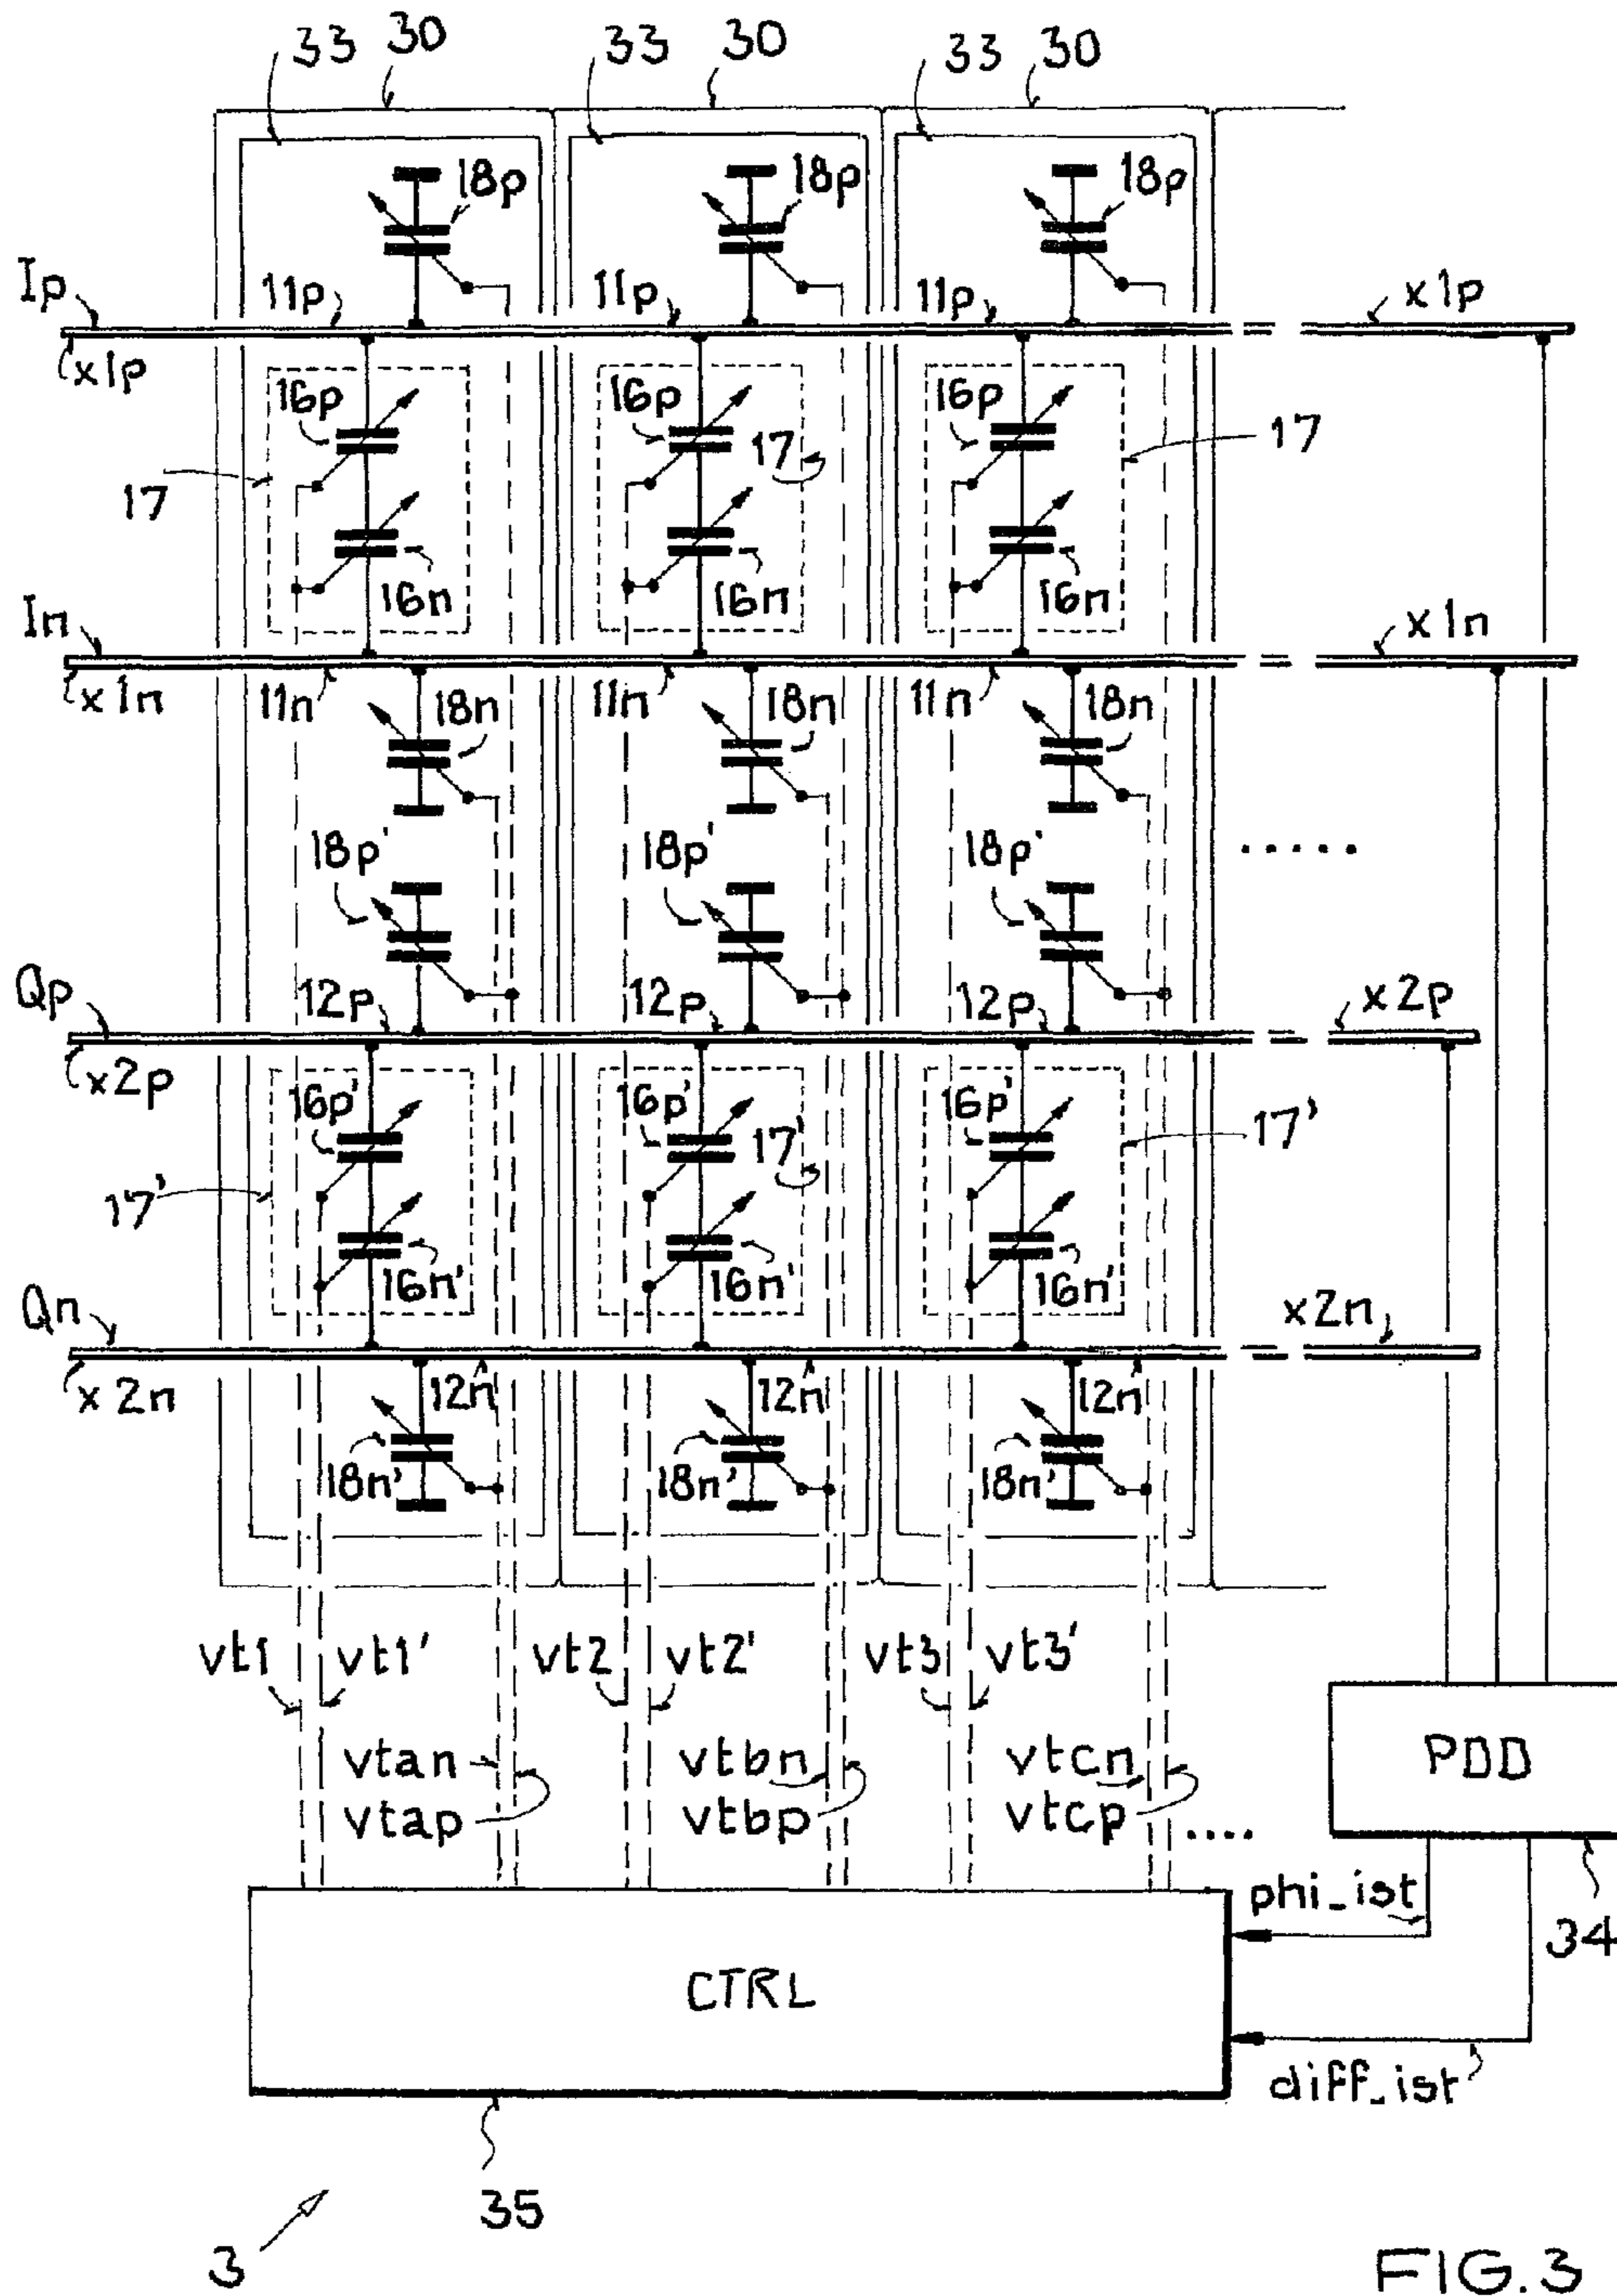 33 30 33 30 33 30
18p 18p 18p
Ip 11p 11p 11p x1p
x1p
16p 16p 16p
17 17 17
16n 16n 16n
In x1n
x1n 11n 11n 11n
18n 18n 18n
18p' 18p' 18p' .....
Qp 12p 12p 12p x2p
x2p
16p' 16p' 16p'
17' 17' 17'
16n' 16n' 16n'
Qn x2n
x2n 12n 12n 12n
18n' 18n' 18n'
vt1 vt1' vt2 vt2' vt3 vt3'
vtan vtbn vtcn
vtap vtbp vtcp ....
PDD
phi_ist
34
CTRL
diff_ist
35
3
FIG.3